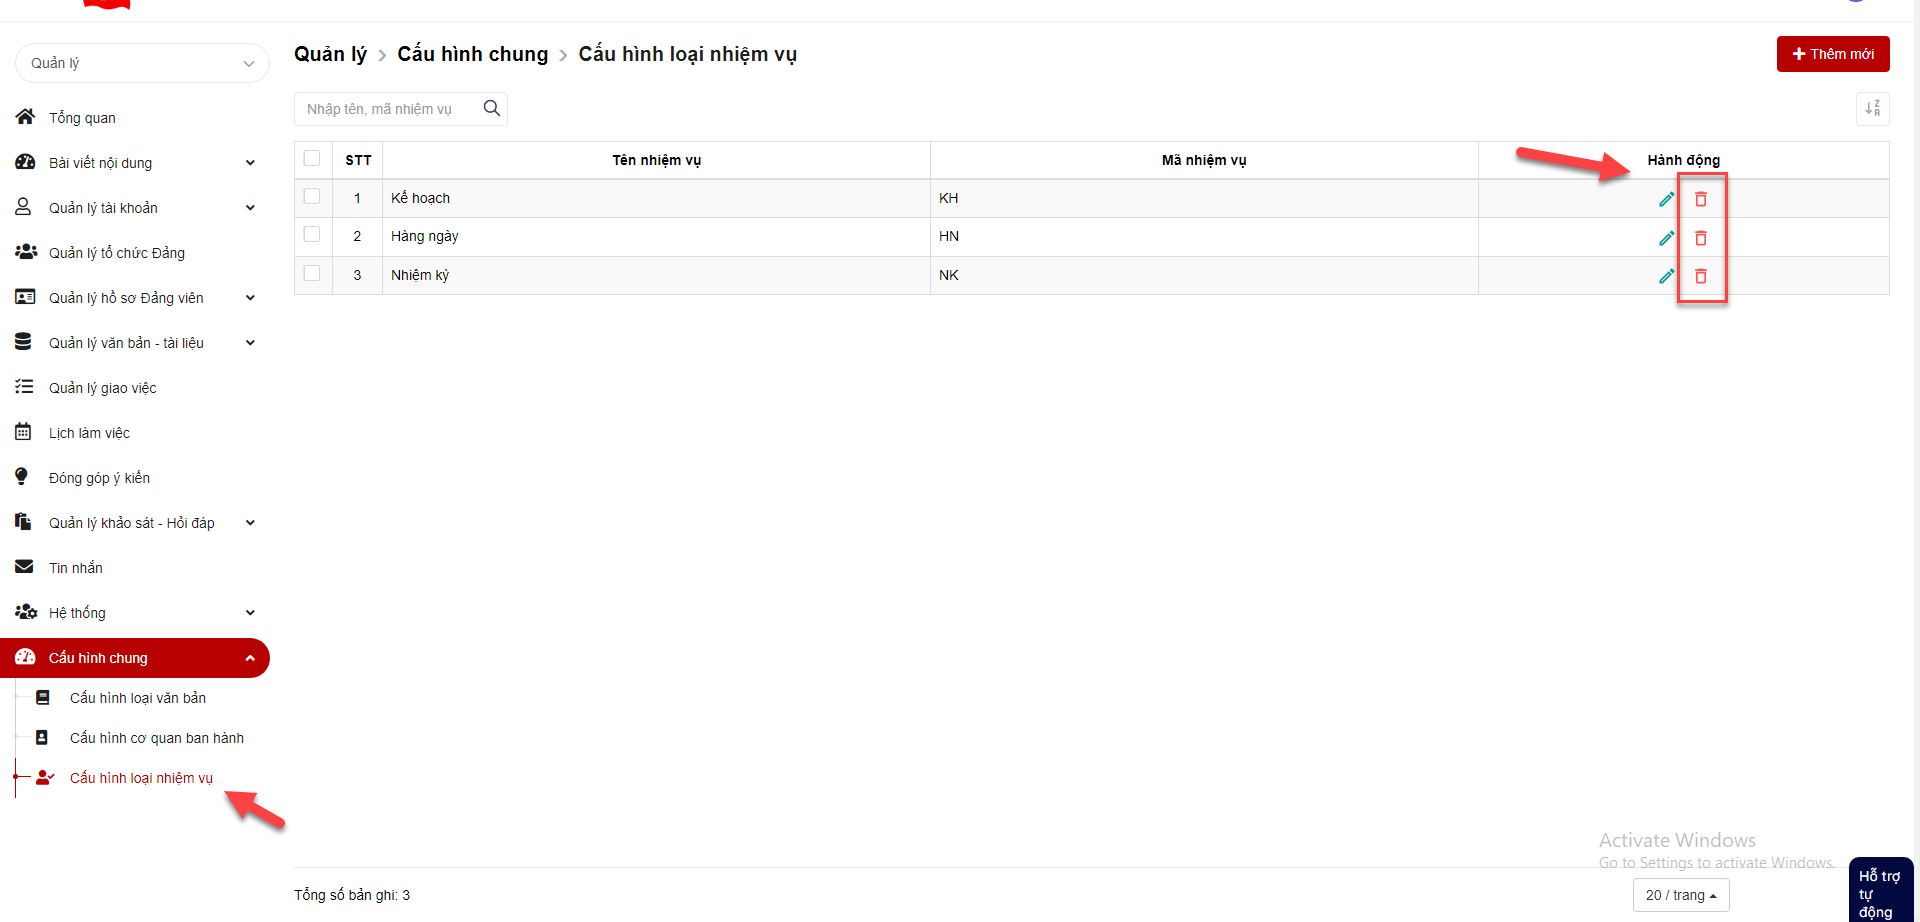 Quản lý
Tổng quan
Bài viết nội dung
Quản lý tài khoản
Quản lý tổ chức Đảng
Quản lý hồ sơ Đảng viên
Quản lý văn bản - tài liệu
Quản lý giao việc
Lịch làm việc
Đóng góp ý kiến
Quản lý khảo sát - Hỏi đáp
Tin nhắn
Hệ thống
Cấu hình chung
Cấu hình loại văn bản
Cấu hình cơ quan ban hành
Cấu hình loại nhiệm vụ
Quản lý > Cấu hình chung > Cấu hình loại nhiệm vụ
+ Thêm mới
Nhập tên, mã nhiệm vụ
STT Tên nhiệm vụ Mã nhiệm vụ Hành động
1 Kế hoạch KH
2 Hàng ngày HN
3 Nhiệm kỳ NK
Activate Windows
Go to Settings to activate Windows.
Tổng số bản ghi: 3
20 / trang
Hỗ trợ
tự
động